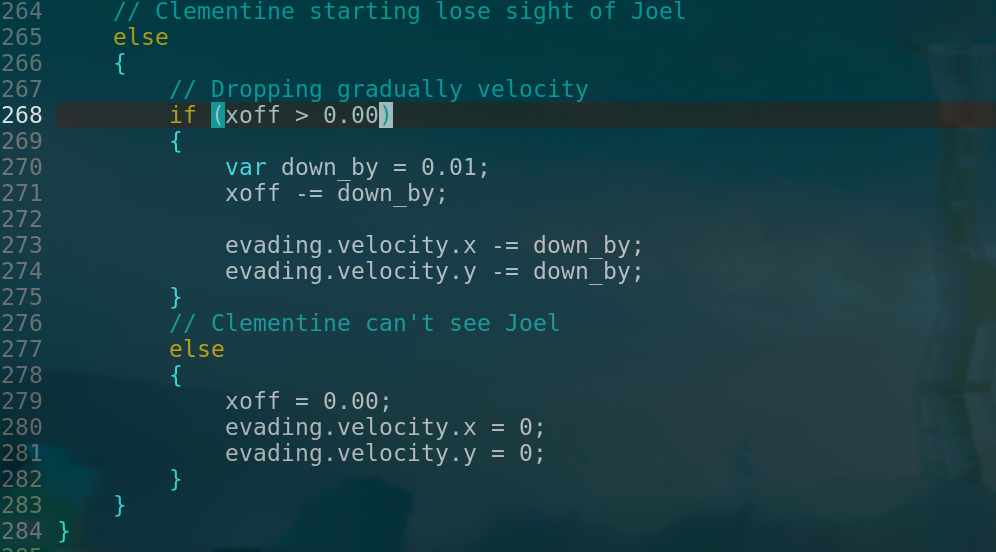 264     // Clementine starting lose sight of Joel
265     else
266     {
267         // Dropping gradually velocity
268         if (xoff > 0.00)
269         {
270             var down_by = 0.01;
271             xoff -= down_by;
272
273             evading.velocity.x -= down_by;
274             evading.velocity.y -= down_by;
275         }
276         // Clementine can't see Joel
277         else
278         {
279             xoff = 0.00;
280             evading.velocity.x = 0;
281             evading.velocity.y = 0;
282         }
283     }
284 }